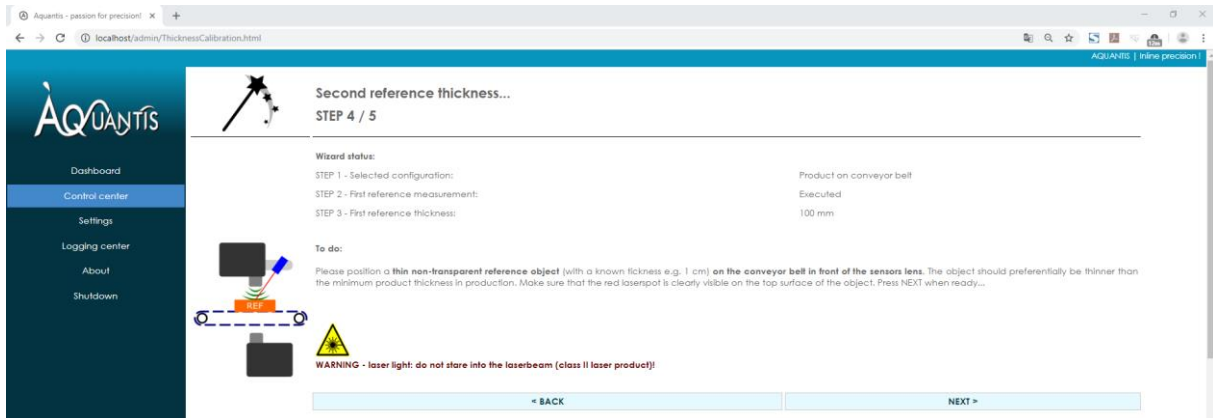 Aquantis - passion for precision!
localhost/admin/ThicknessCalibration.html
AQUANTIS | Inline precision !
AQUANTIS
Dashboard
Control center
Settings
Logging center
About
Shutdown
Second reference thickness...
STEP 4 / 5
Wizard status:
STEP 1 - Selected configuration: Product on conveyor belt
STEP 2 - First reference measurement: Executed
STEP 3 - First reference thickness: 100 mm
To do:
Please position a thin non-transparent reference object (with a known tickness e.g. 1 cm) on the conveyor belt in front of the sensors lens. The object should preferentially be thinner than
the minimum product thickness in production. Make sure that the red laserspot is clearly visible on the top surface of the object. Press NEXT when ready...
REF
WARNING - laser light: do not stare into the laserbeam (class II laser product)!
< BACK
NEXT >